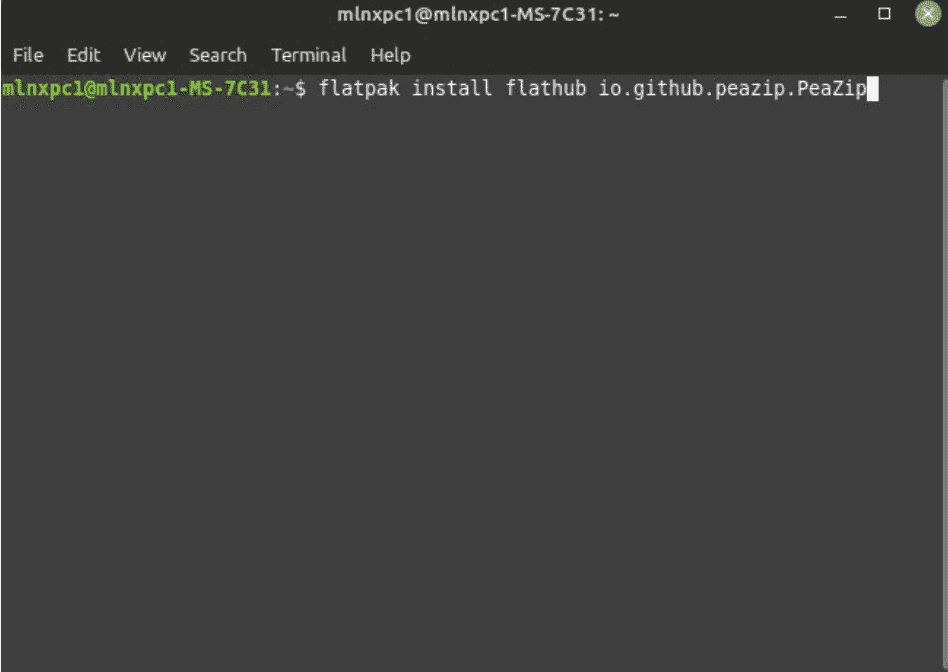 mlnxpc1@mlnxpc1-MS-7C31: ~
File Edit View Search Terminal Help
mlnxpc1@mlnxpc1-MS-7C31:~$ flatpak install flathub io.github.peazip.PeaZip